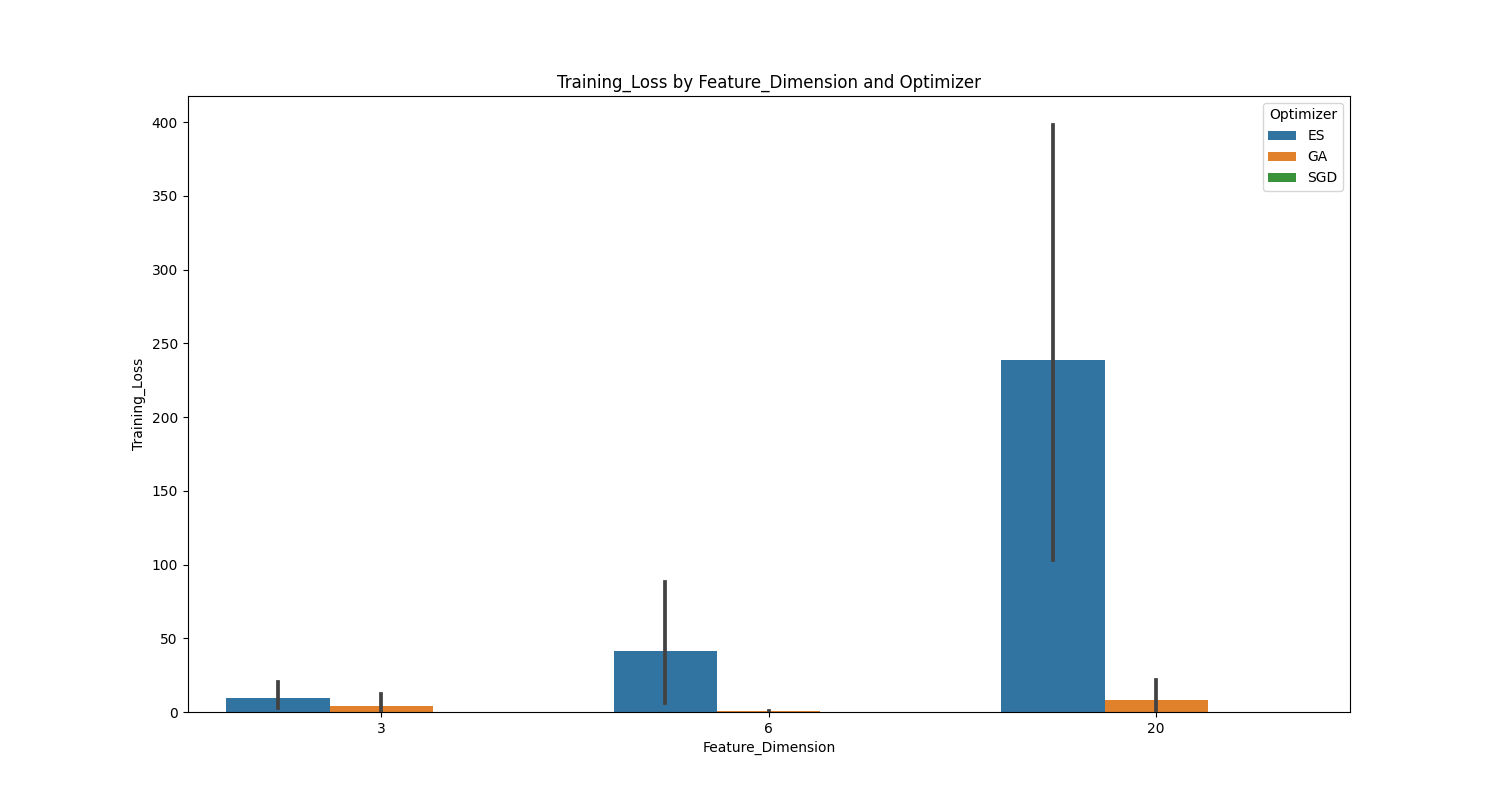 Training_Loss by Feature_Dimension and Optimizer
Optimizer
ES
GA
SGD
400
350
300
250
200
150
100
50
0
Training_Loss
3
6
20
Feature_Dimension